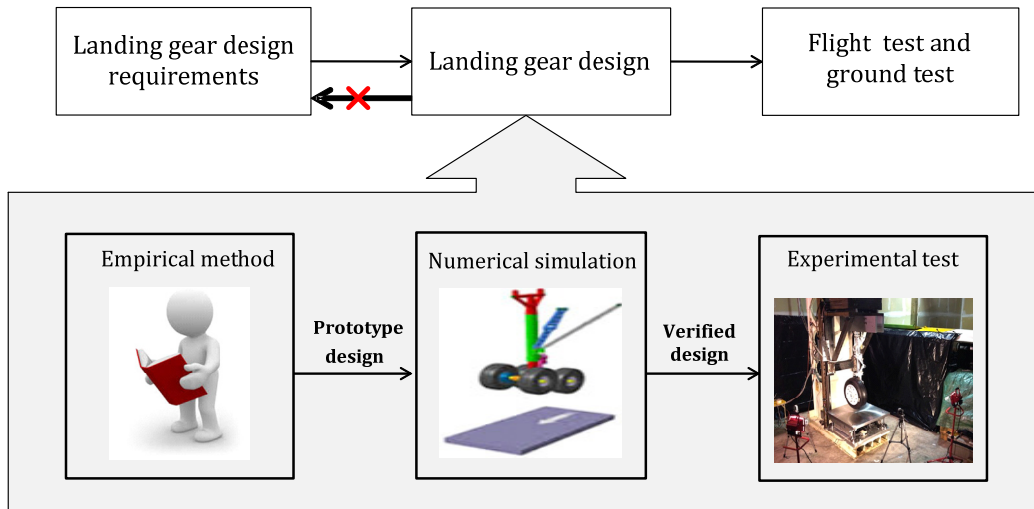 Landing gear design
requirements
Landing gear design
Flight test and
ground test
Empirical method
Numerical simulation
Experimental test
Prototype
design
Verified
design